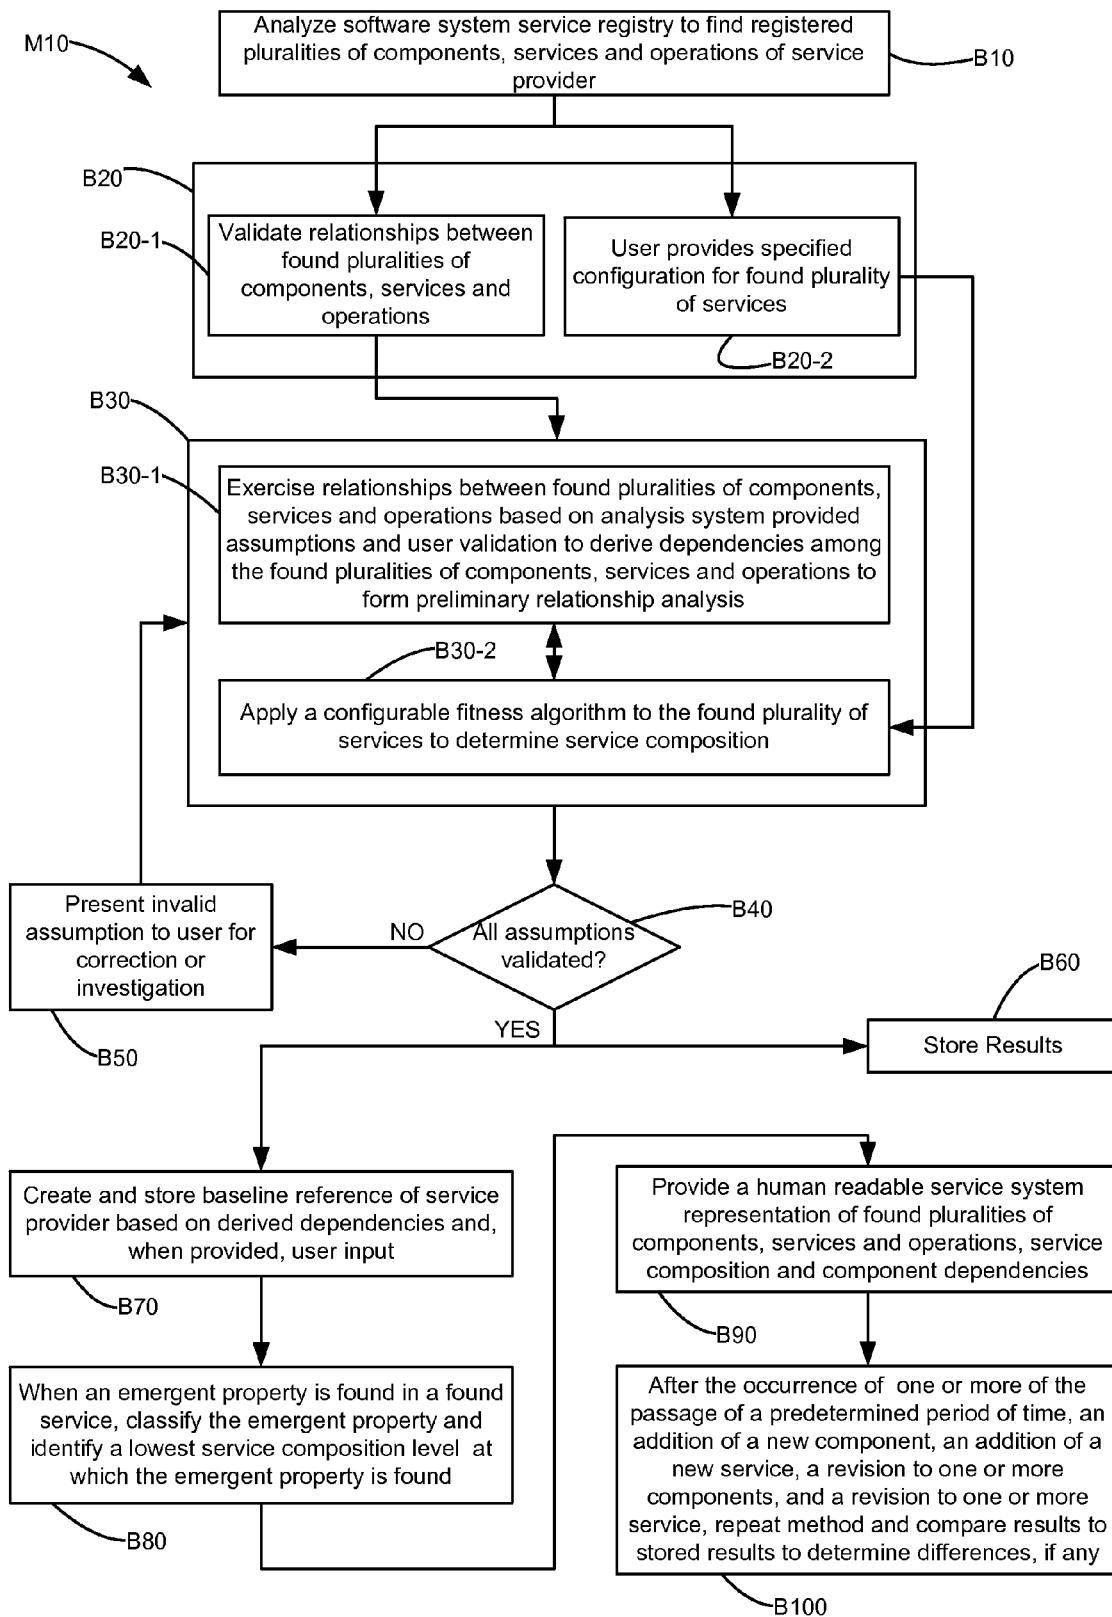 Analyze software system service registry to find registered
pluralities of components, services and operations of service
provider
M10
B10
B20
B20-1
Validate relationships between
found pluralities of
components, services and
operations
User provides specified
configuration for found plurality
of services
B20-2
B30
B30-1
Exercise relationships between found pluralities of components,
services and operations based on analysis system provided
assumptions and user validation to derive dependencies among
the found pluralities of components, services and operations to
form preliminary relationship analysis
B30-2
Apply a configurable fitness algorithm to the found plurality of
services to determine service composition
Present invalid
assumption to user for
correction or
investigation
B50
NO
All assumptions
validated?
B40
YES
B60
Store Results
Create and store baseline reference of service
provider based on derived dependencies and,
when provided, user input
B70
When an emergent property is found in a found
service, classify the emergent property and
identify a lowest service composition level at
which the emergent property is found
B80
Provide a human readable service system
representation of found pluralities of
components, services and operations, service
composition and component dependencies
B90
After the occurrence of one or more of the
passage of a predetermined period of time, an
addition of a new component, an addition of a
new service, a revision to one or more
components, and a revision to one or more
service, repeat method and compare results to
stored results to determine differences, if any
B100